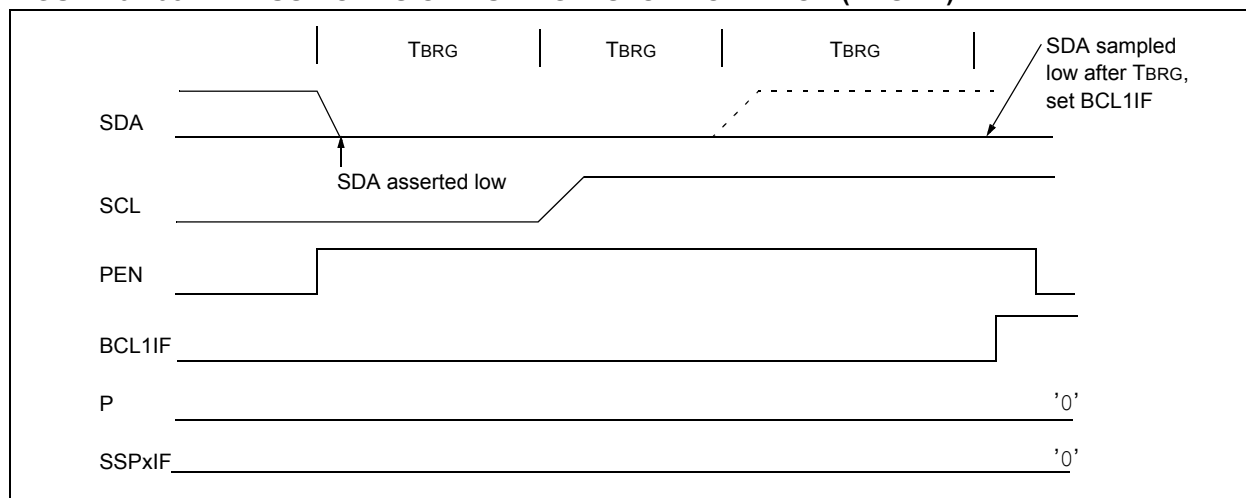 TBRG TBRG TBRG
SDA sampled
low after TBRG,
set BCL1IF
SDA
SDA asserted low
SCL
PEN
BCL1IF
P '0'
SSPxIF '0'